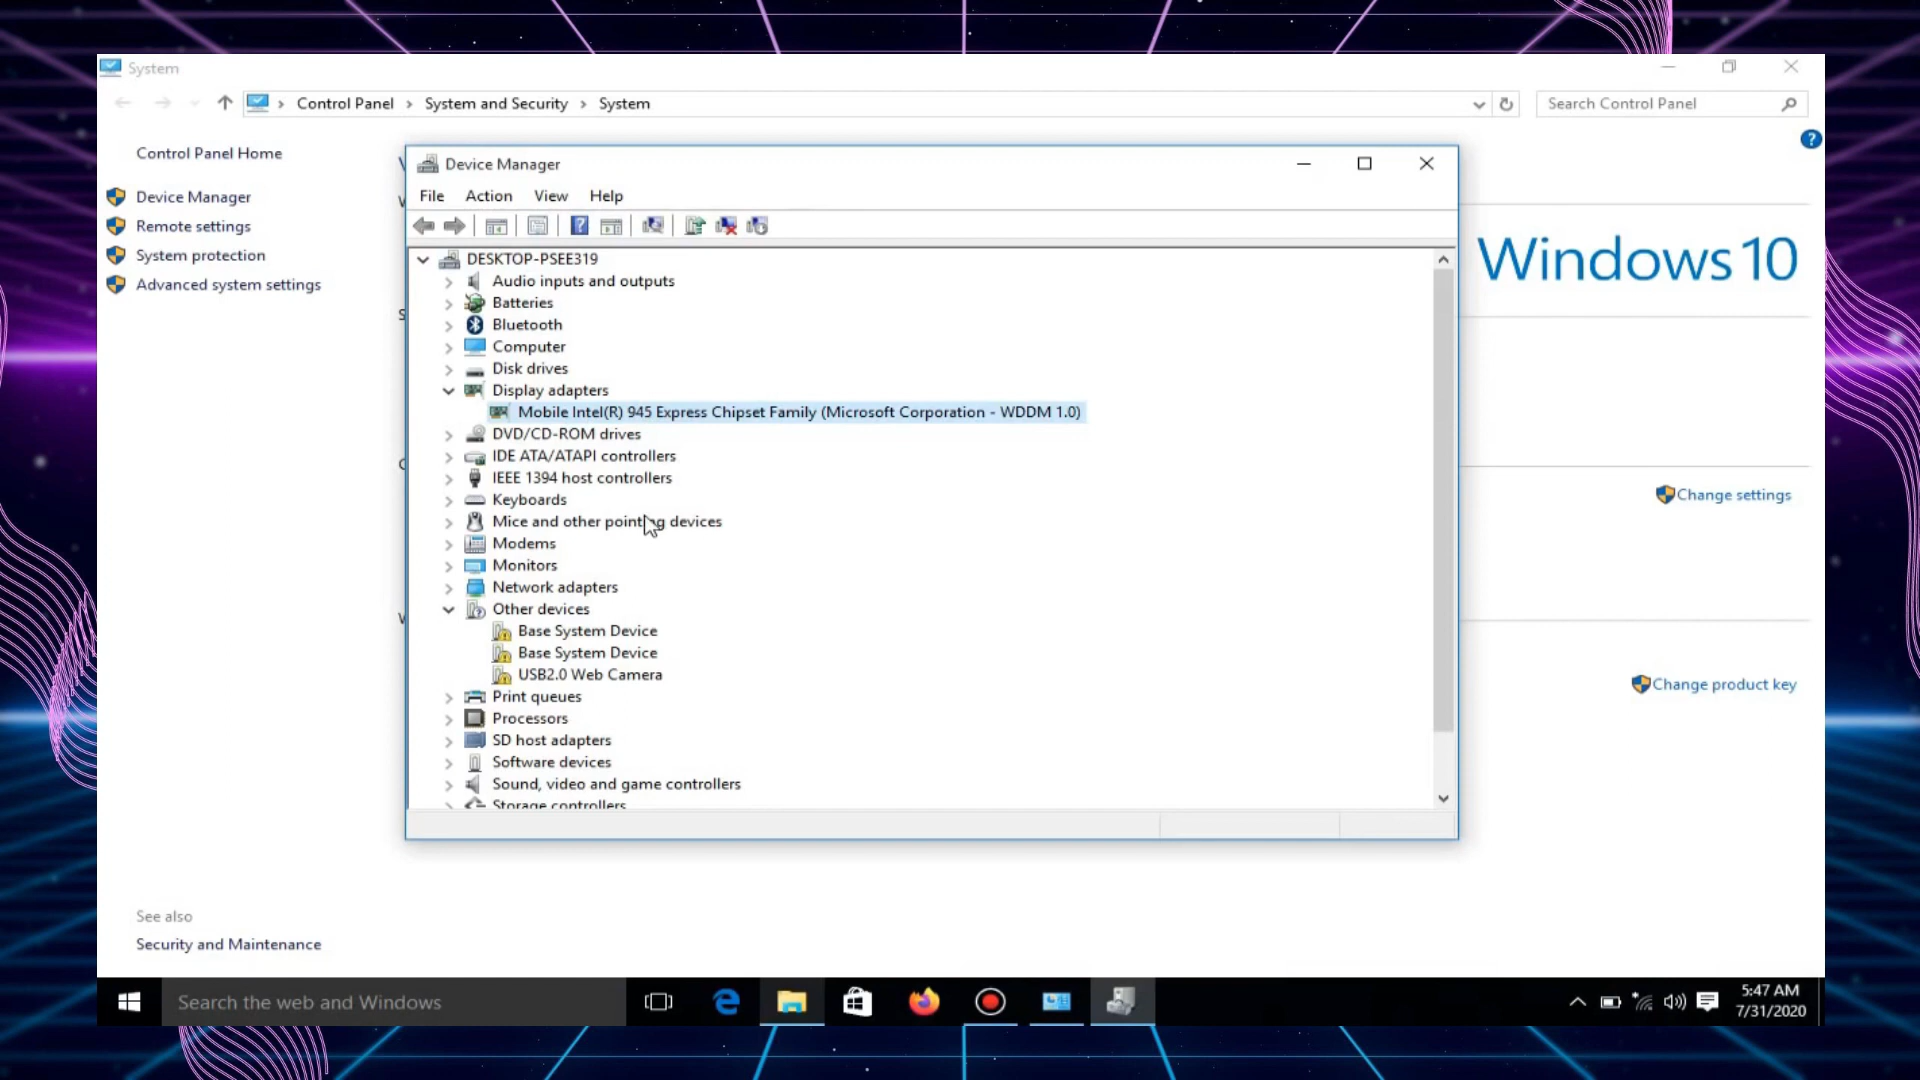 System
Control Panel > System and Security > System
Search Control Panel
Control Panel Home
Device Manager
Remote settings
System protection
Advanced system settings
Device Manager
File Action View Help
DESKTOP-PSEE319
Audio inputs and outputs
Batteries
Bluetooth
Computer
Disk drives
Display adapters
Mobile Intel(R) 945 Express Chipset Family (Microsoft Corporation - WDDM 1.0)
DVD/CD-ROM drives
IDE ATA/ATAPI controllers
IEEE 1394 host controllers
Keyboards
Mice and other pointing devices
Modems
Monitors
Network adapters
Other devices
Base System Device
Base System Device
USB2.0 Web Camera
Print queues
Processors
SD host adapters
Software devices
Sound, video and game controllers
Storage controllers
Windows 10
Change settings
Change product key
See also
Security and Maintenance
Search the web and Windows
5:47 AM
7/31/2020